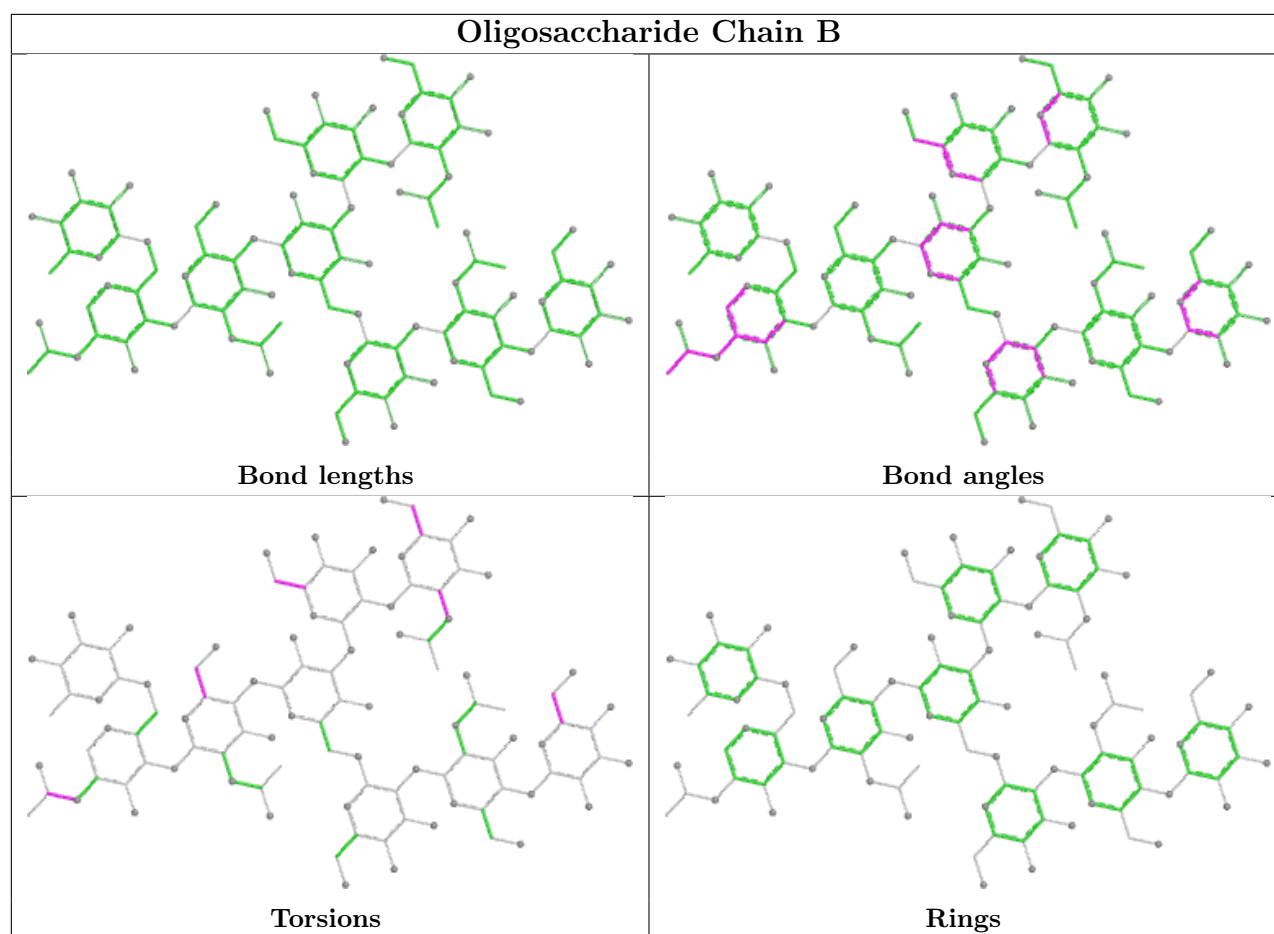 Oligosaccharide Chain B
Bond lengths
Bond angles
Torsions
Rings